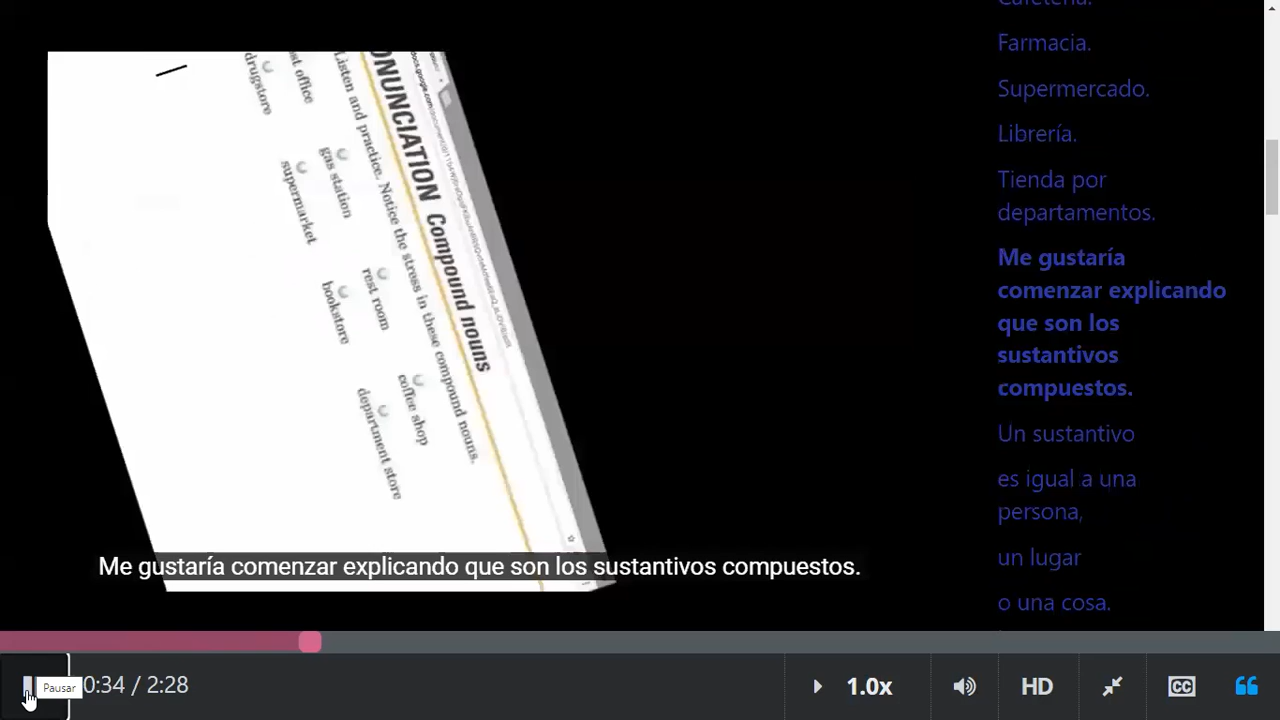 PRONUNCIATION Compound nouns
Listen and practice. Notice the stress in these compound nouns.
post office
gas station
rest room
coffee shop
drugstore
supermarket
bookstore
department store
Me gustaría comenzar explicando que son los sustantivos compuestos.
Farmacia.
Supermercado.
Librería.
Tienda por
departamentos.
Me gustaría
comenzar explicando
que son los
sustantivos
compuestos.
Un sustantivo
es igual a una
persona,
un lugar
o una cosa.
Pausar
0:34 / 2:28
1.0x
HD
CC